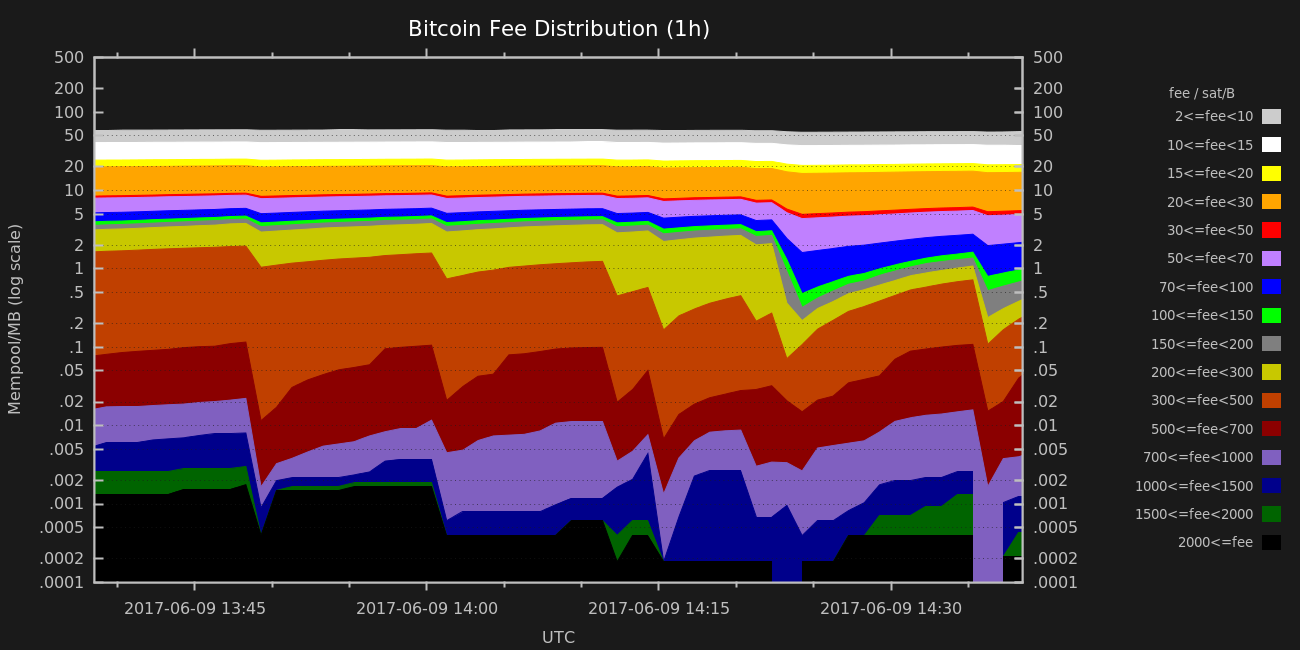 Bitcoin Fee Distribution (1h)
Mempool/MB (log scale)
500
200
100
50
20
10
5
2
1
.5
.2
.1
.05
.02
.01
.005
.002
.001
.0005
.0002
.0001
500
200
100
50
20
10
5
2
1
.5
.2
.1
.05
.02
.01
.005
.002
.001
.0005
.0002
.0001
fee / sat/B
2<=fee<10
10<=fee<15
15<=fee<20
20<=fee<30
30<=fee<50
50<=fee<70
70<=fee<100
100<=fee<150
150<=fee<200
200<=fee<300
300<=fee<500
500<=fee<700
700<=fee<1000
1000<=fee<1500
1500<=fee<2000
2000<=fee
2017-06-09 13:45 2017-06-09 14:00 2017-06-09 14:15 2017-06-09 14:30
UTC